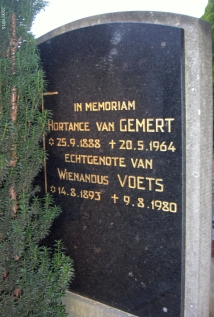 IN MEMORIAM
HORTANCE VAN GEMERT
✩ 25.9.1888 ✝ 20.5.1964
ECHTGENOTE VAN
WIENANDUS VOETS
✩ 14.8.1893 ✝ 9.8.1980